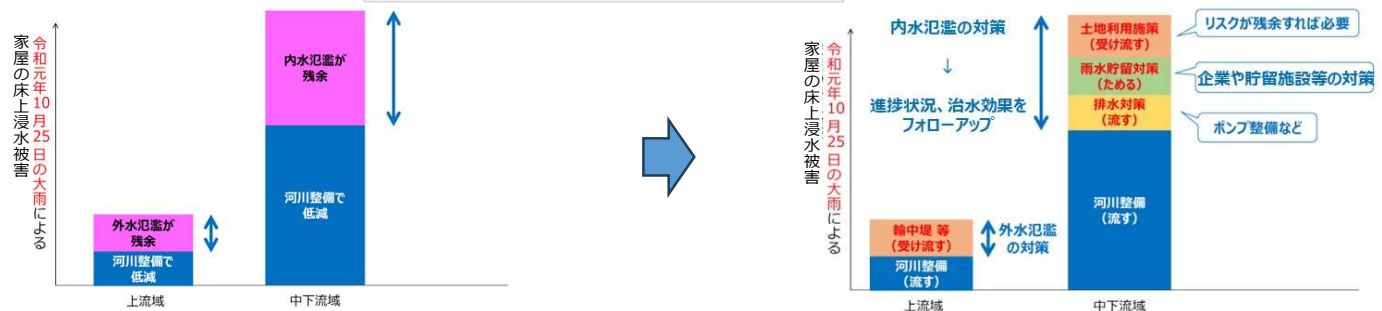 令和元年10月25日の大雨による
家屋の床上浸水被害
内水氾濫が
残余
河川整備で
低減
外水氾濫が
残余
河川整備で
低減
上流域
中下流域
令和元年10月25日の大雨による
家屋の床上浸水被害
内水氾濫の対策
↓
進捗状況、治水効果を
フォローアップ
土地利用施策
(受け流す)
雨水貯留対策
(ためる)
排水対策
(流す)
河川整備
(流す)
リスクが残余すれば必要
企業や貯留施設等の対策
ポンプ整備など
輪中堤 等
(受け流す)
河川整備
(流す)
外水氾濫
の対策
上流域
中下流域